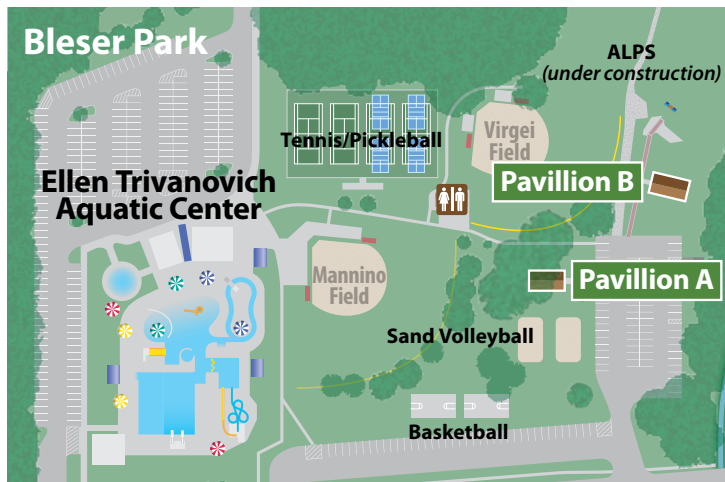 Bleser Park
ALPS
(under construction)
Tennis/Pickleball
Virgei
Field
Pavillion B
Ellen Trivanovich
Aquatic Center
Mannino
Field
Pavillion A
Sand Volleyball
Basketball